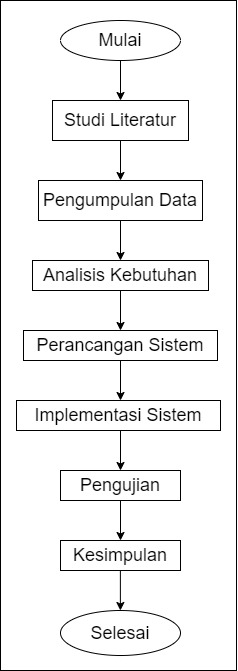 Mulai
Studi Literatur
Pengumpulan Data
Analisis Kebutuhan
Perancangan Sistem
Implementasi Sistem
Pengujian
Kesimpulan
Selesai